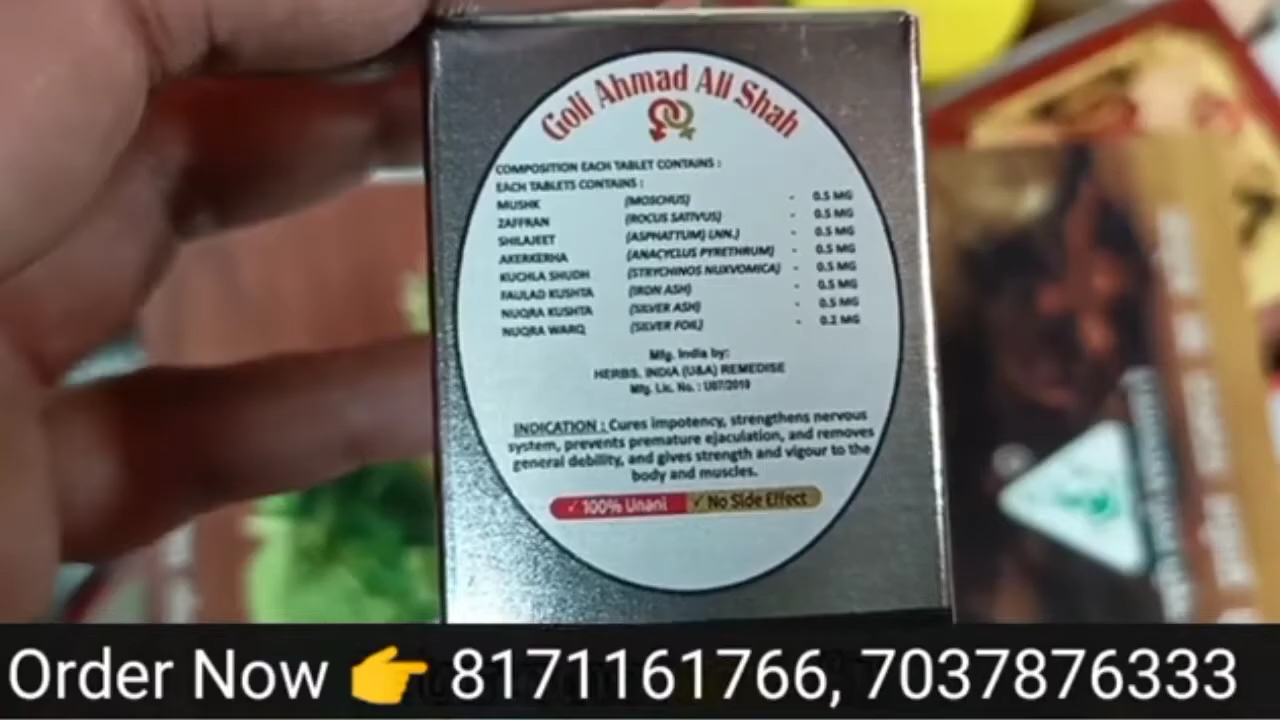 Goli Ahmad Ali Shah
COMPOSITION EACH TABLET CONTAINS :
EACH TABLETS CONTAINS :
MUSHK (MOSCHUS) - 0.5 MG
ZAFFRAN (ROCUS SATIVUS) - 0.5 MG
SHILAJEET (ASPHATTUM) LNN.) - 0.5 MG
AKERKERHA (ANACYCLUS PYRETHRUM) - 0.5 MG
KUCHLA SHUDH (STRYCHINOS NUXVOMICA) - 0.5 MG
FAULAD KUSHTA (IRON ASH) - 0.5 MG
NUQRA KUSHTA (SILVER ASH) - 0.5 MG
NUQRA WARQ (SILVER FOIL) - 0.2 MG
Mfg. India by:
HERBS. INDIA (U&A) REMEDISE
Mfg. Lic. No. : U07/2019
INDICATION : Cures impotency, strengthens nervous
system, prevents premature ejaculation, and removes
general debility, and gives strength and vigour to the
body and muscles.
✓ 100% Unani ✓ No Side Effect
Order Now 👉 8171161766, 7037876333